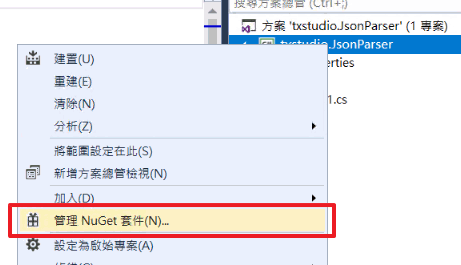 搜尋方案總管 (Ctrl+;)
方案 'txstudio.JsonParser' (1 專案)
txstudio.JsonParser
perties
1.cs
建置(U)
重建(E)
清除(N)
分析(Z)
將範圍設定在此(S)
新增方案總管檢視(N)
加入(D)
管理 NuGet 套件(N)...
設定為啟始專案(A)